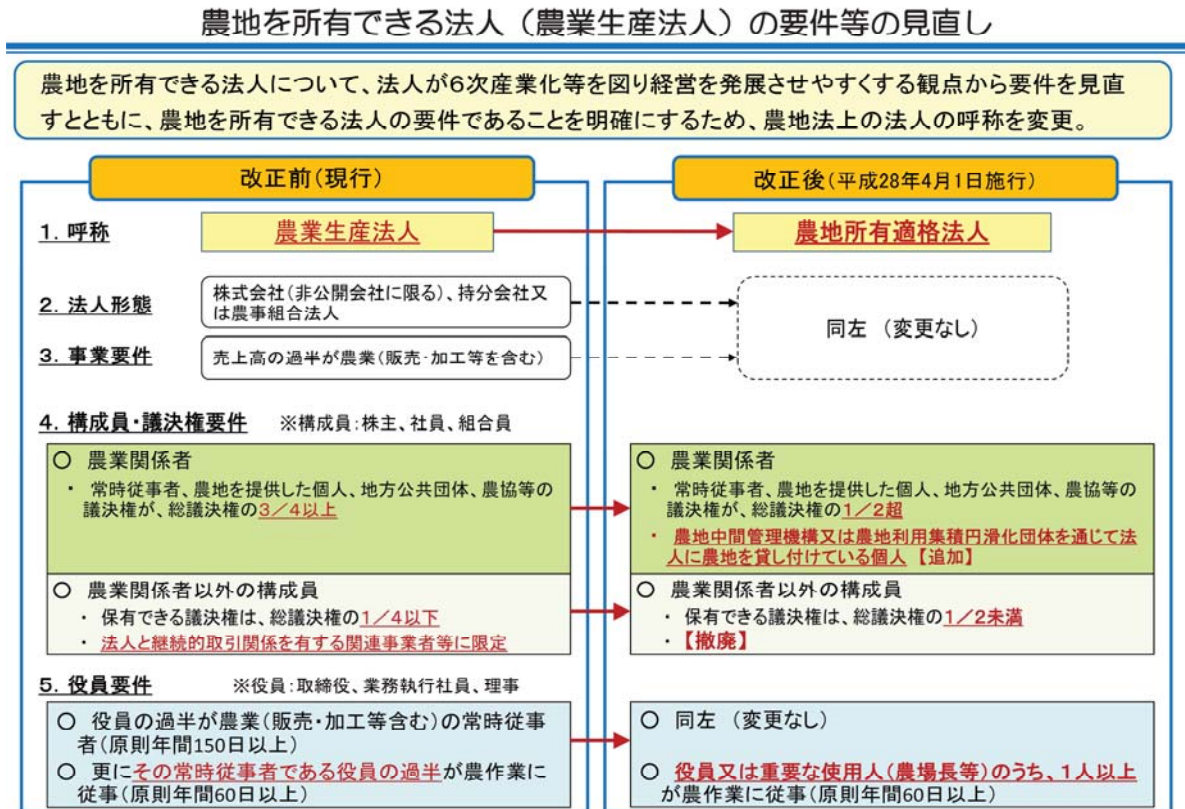 農地を所有できる法人（農業生産法人）の要件等の見直し
農地を所有できる法人について、法人が６次産業化等を図り経営を発展させやすくする観点から要件を見直
すとともに、農地を所有できる法人の要件であることを明確にするため、農地法上の法人の呼称を変更。
改正前（現行）
改正後（平成28年4月1日施行）
１．呼称
農業生産法人
農地所有適格法人
２．法人形態
株式会社（非公開会社に限る）、持分会社又
は農事組合法人
同左 （変更なし）
３．事業要件
売上高の過半が農業（販売・加工等を含む）
４．構成員・議決権要件 ※構成員：株主、社員、組合員
○ 農業関係者
・ 常時従事者、農地を提供した個人、地方公共団体、農協等の
議決権が、総議決権の３／４以上
○ 農業関係者
・ 常時従事者、農地を提供した個人、地方公共団体、農協等の
議決権が、総議決権の１／２超
・ 農地中間管理機構又は農地利用集積円滑化団体を通じて法
人に農地を貸し付けている個人 【追加】
○ 農業関係者以外の構成員
・ 保有できる議決権は、総議決権の１／４以下
・ 法人と継続的取引関係を有する関連事業者等に限定
○ 農業関係者以外の構成員
・ 保有できる議決権は、総議決権の１／２未満
・ 【撤廃】
５．役員要件 ※役員：取締役、業務執行社員、理事
○ 役員の過半が農業（販売・加工等含む）の常時従事
者（原則年間150日以上）
○ 更にその常時従事者である役員の過半が農作業に
従事（原則年間60日以上）
○ 同左 （変更なし）
○ 役員又は重要な使用人（農場長等）のうち、１人以上
が農作業に従事（原則年間60日以上）